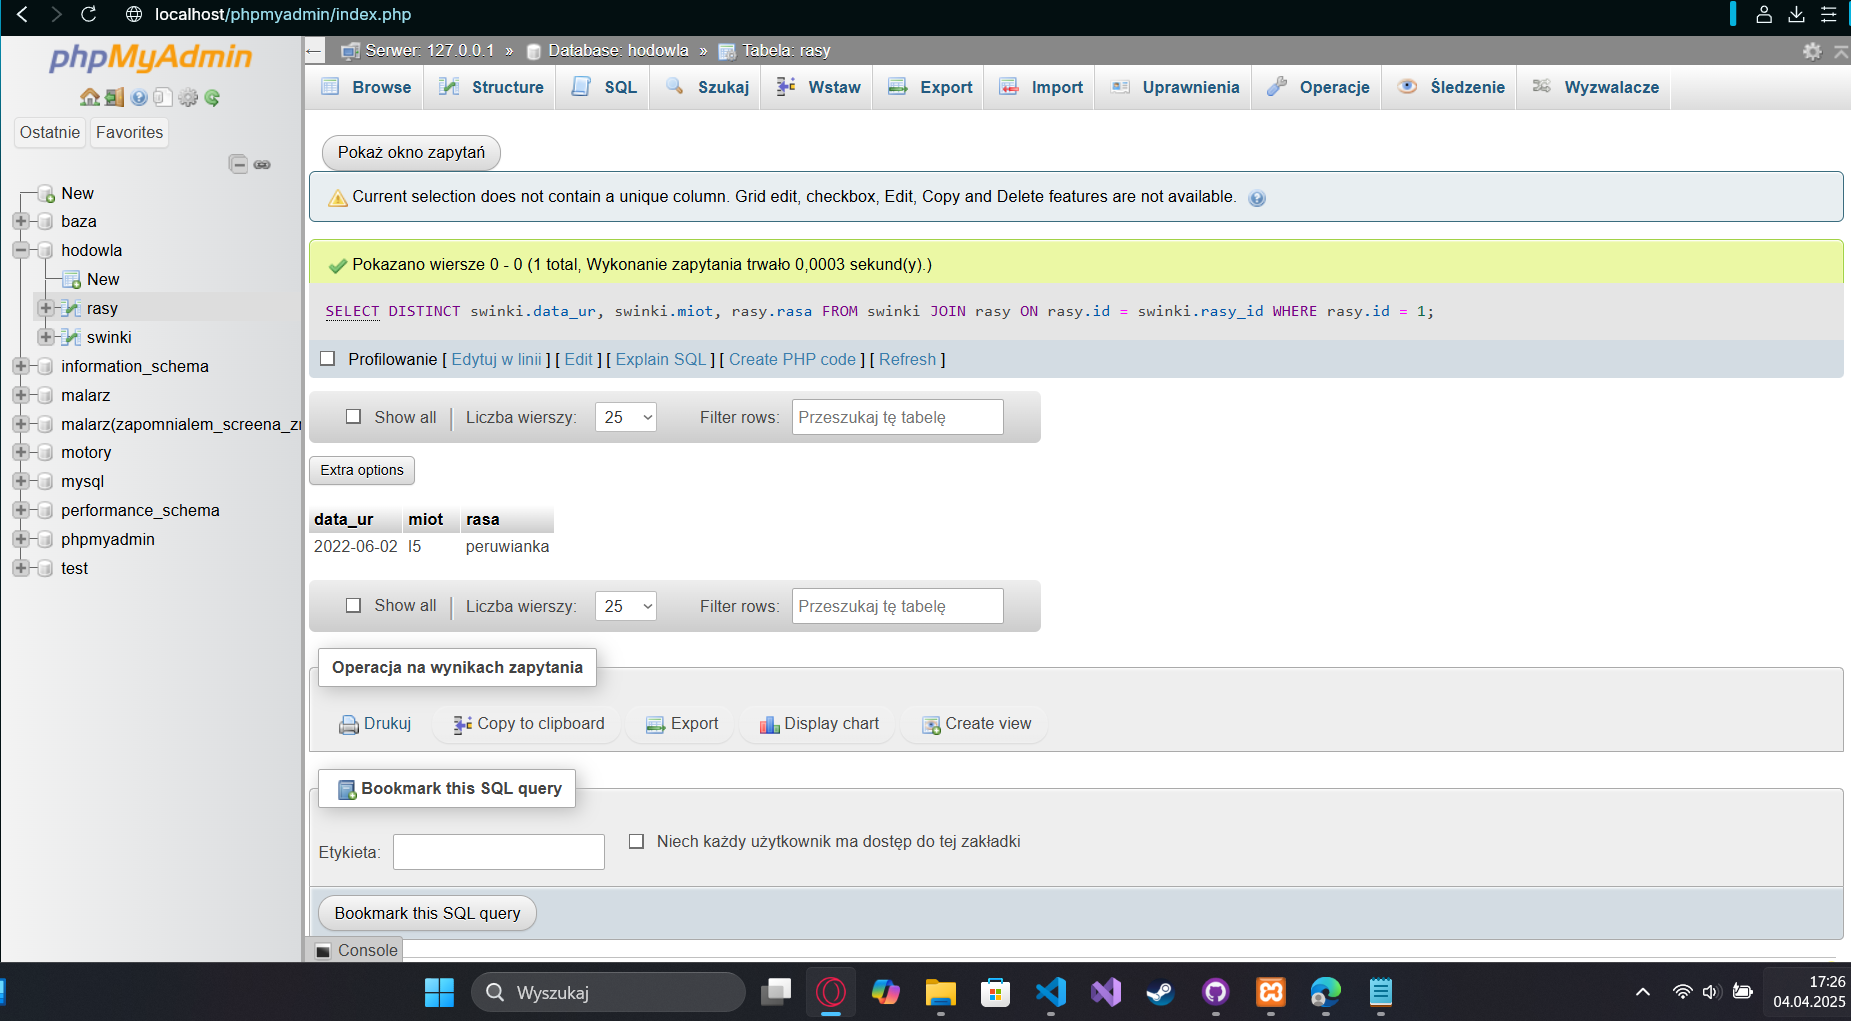 localhost/phpmyadmin/index.php
phpMyAdmin
Ostatnie Favorites
New
baza
hodowla
New
rasy
swinki
information_schema
malarz
malarz(zapomnialem_screena_z
motory
mysql
performance_schema
phpmyadmin
test
Serwer: 127.0.0.1 » Database: hodowla » Tabela: rasy
Browse Structure SQL Szukaj Wstaw Export Import Uprawnienia Operacje Śledzenie Wyzwalacze
Pokaż okno zapytań
Current selection does not contain a unique column. Grid edit, checkbox, Edit, Copy and Delete features are not available.
Pokazano wiersze 0 - 0 (1 total, Wykonanie zapytania trwało 0,0003 sekund(y).)
SELECT DISTINCT swinki.data_ur, swinki.miot, rasy.rasa FROM swinki JOIN rasy ON rasy.id = swinki.rasy_id WHERE rasy.id = 1;
Profilowanie [ Edytuj w linii ] [ Edit ] [ Explain SQL ] [ Create PHP code ] [ Refresh ]
Show all | Liczba wierszy: 25 Filter rows: Przeszukaj tę tabelę
Extra options
data_ur miot rasa
2022-06-02 I5 peruwianka
Show all | Liczba wierszy: 25 Filter rows: Przeszukaj tę tabelę
Operacja na wynikach zapytania
Drukuj Copy to clipboard Export Display chart Create view
Bookmark this SQL query
Etykieta: Niech każdy użytkownik ma dostęp do tej zakładki
Bookmark this SQL query
Console
Wyszukaj
17:26
04.04.2025